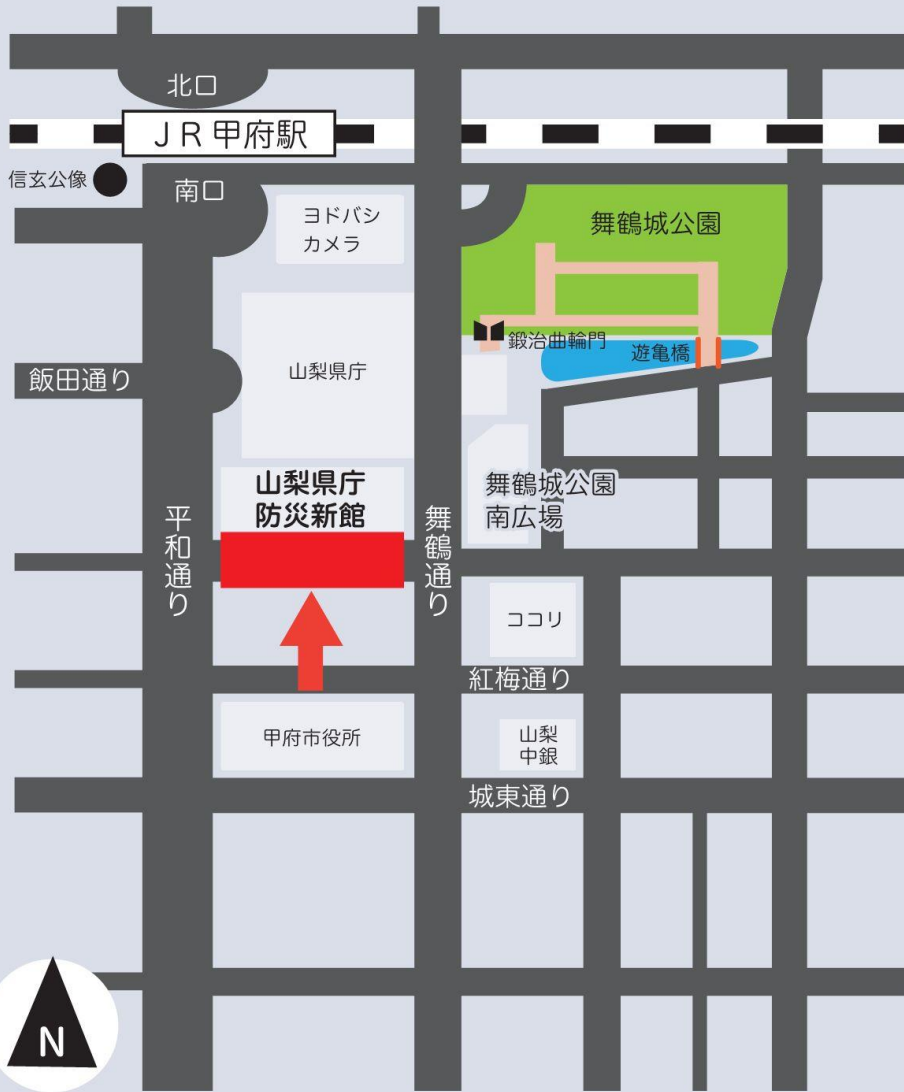 北口
JR甲府駅
信玄公像
南口
ヨドバシ
カメラ
舞鶴城公園
鍛治曲輪門
遊亀橋
山梨県庁
飯田通り
山梨県庁
防災新館
舞鶴城公園
南広場
平和通り
舞鶴通り
ココリ
紅梅通り
甲府市役所
山梨
中銀
城東通り
N